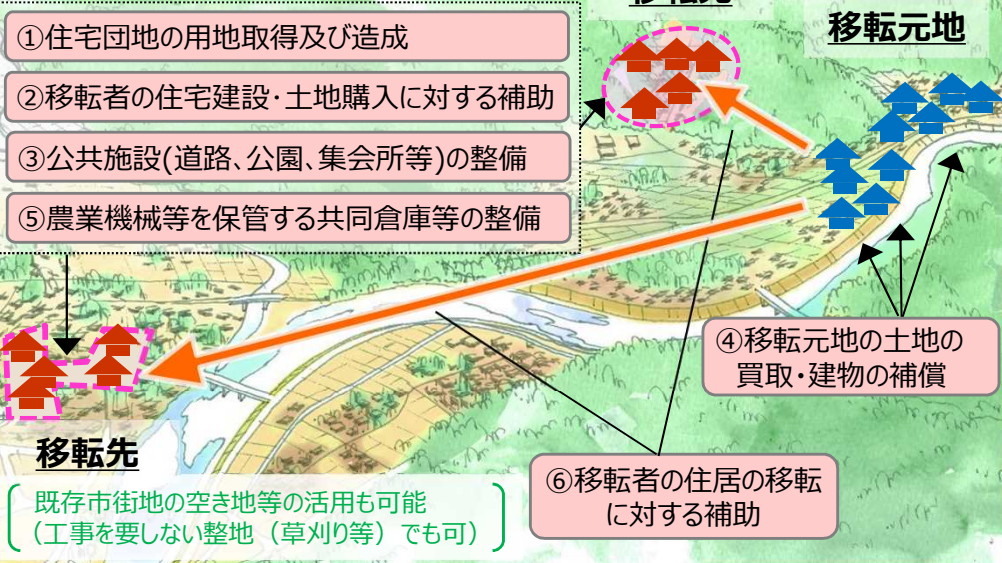 移転先
移転元地
①住宅団地の用地取得及び造成
②移転者の住宅建設・土地購入に対する補助
③公共施設(道路、公園、集会所等)の整備
⑤農業機械等を保管する共同倉庫等の整備
④移転元地の土地の
買取・建物の補償
移転先
既存市街地の空き地等の活用も可能
（工事を要しない整地（草刈り等）でも可）
⑥移転者の住居の移転
に対する補助